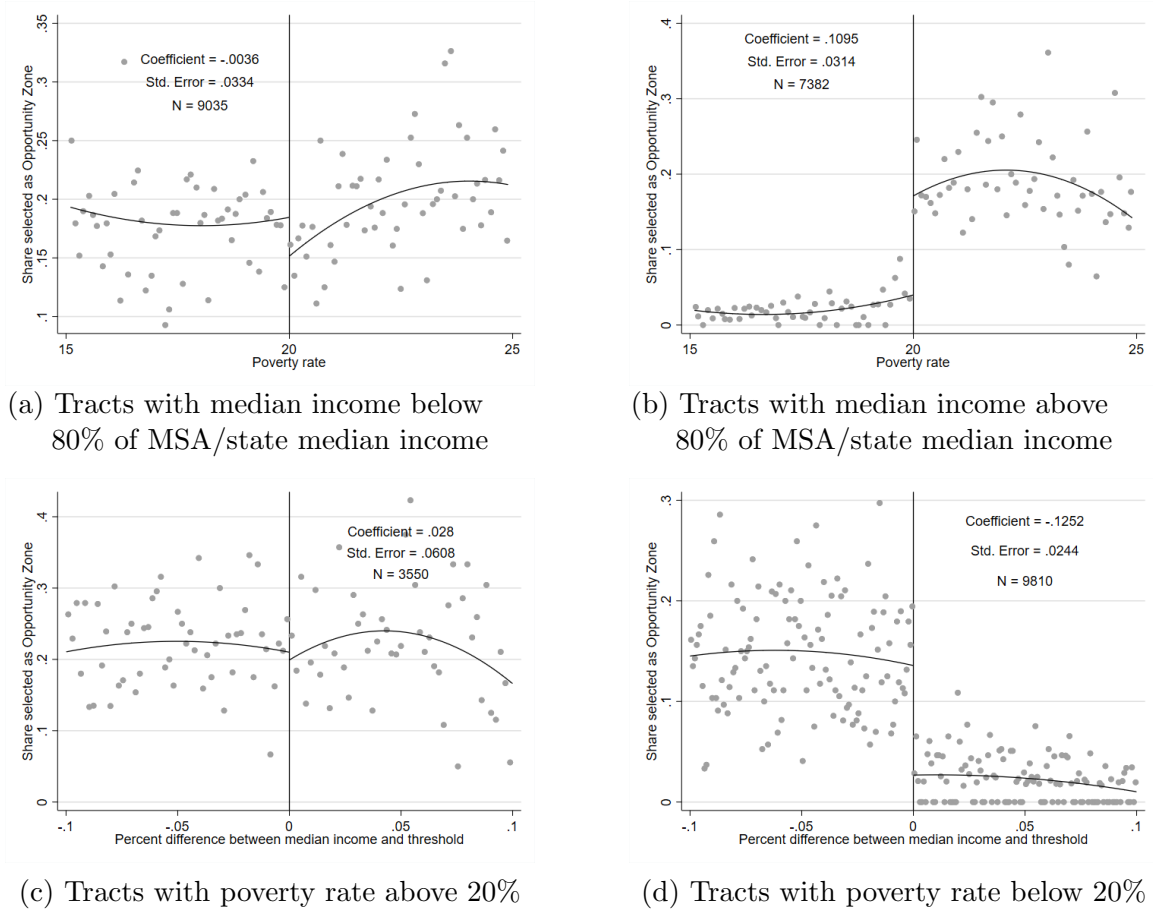 Share selected as Opportunity Zone
.35
.3
.25
.2
.15
.1
Coefficient = -.0036
Std. Error = .0334
N = 9035
15
20
25
Poverty rate
(a) Tracts with median income below
80% of MSA/state median income
Share selected as Opportunity Zone
.4
.3
.2
.1
0
Coefficient = .1095
Std. Error = .0314
N = 7382
15
20
25
Poverty rate
(b) Tracts with median income above
80% of MSA/state median income
Share selected as Opportunity Zone
.4
.3
.2
.1
0
Coefficient = .028
Std. Error = .0608
N = 3550
-.1
-.05
0
.05
.1
Percent difference between median income and threshold
(c) Tracts with poverty rate above 20%
Share selected as Opportunity Zone
.3
.2
.1
0
Coefficient = -.1252
Std. Error = .0244
N = 9810
-.1
-.05
0
.05
.1
Percent difference between median income and threshold
(d) Tracts with poverty rate below 20%